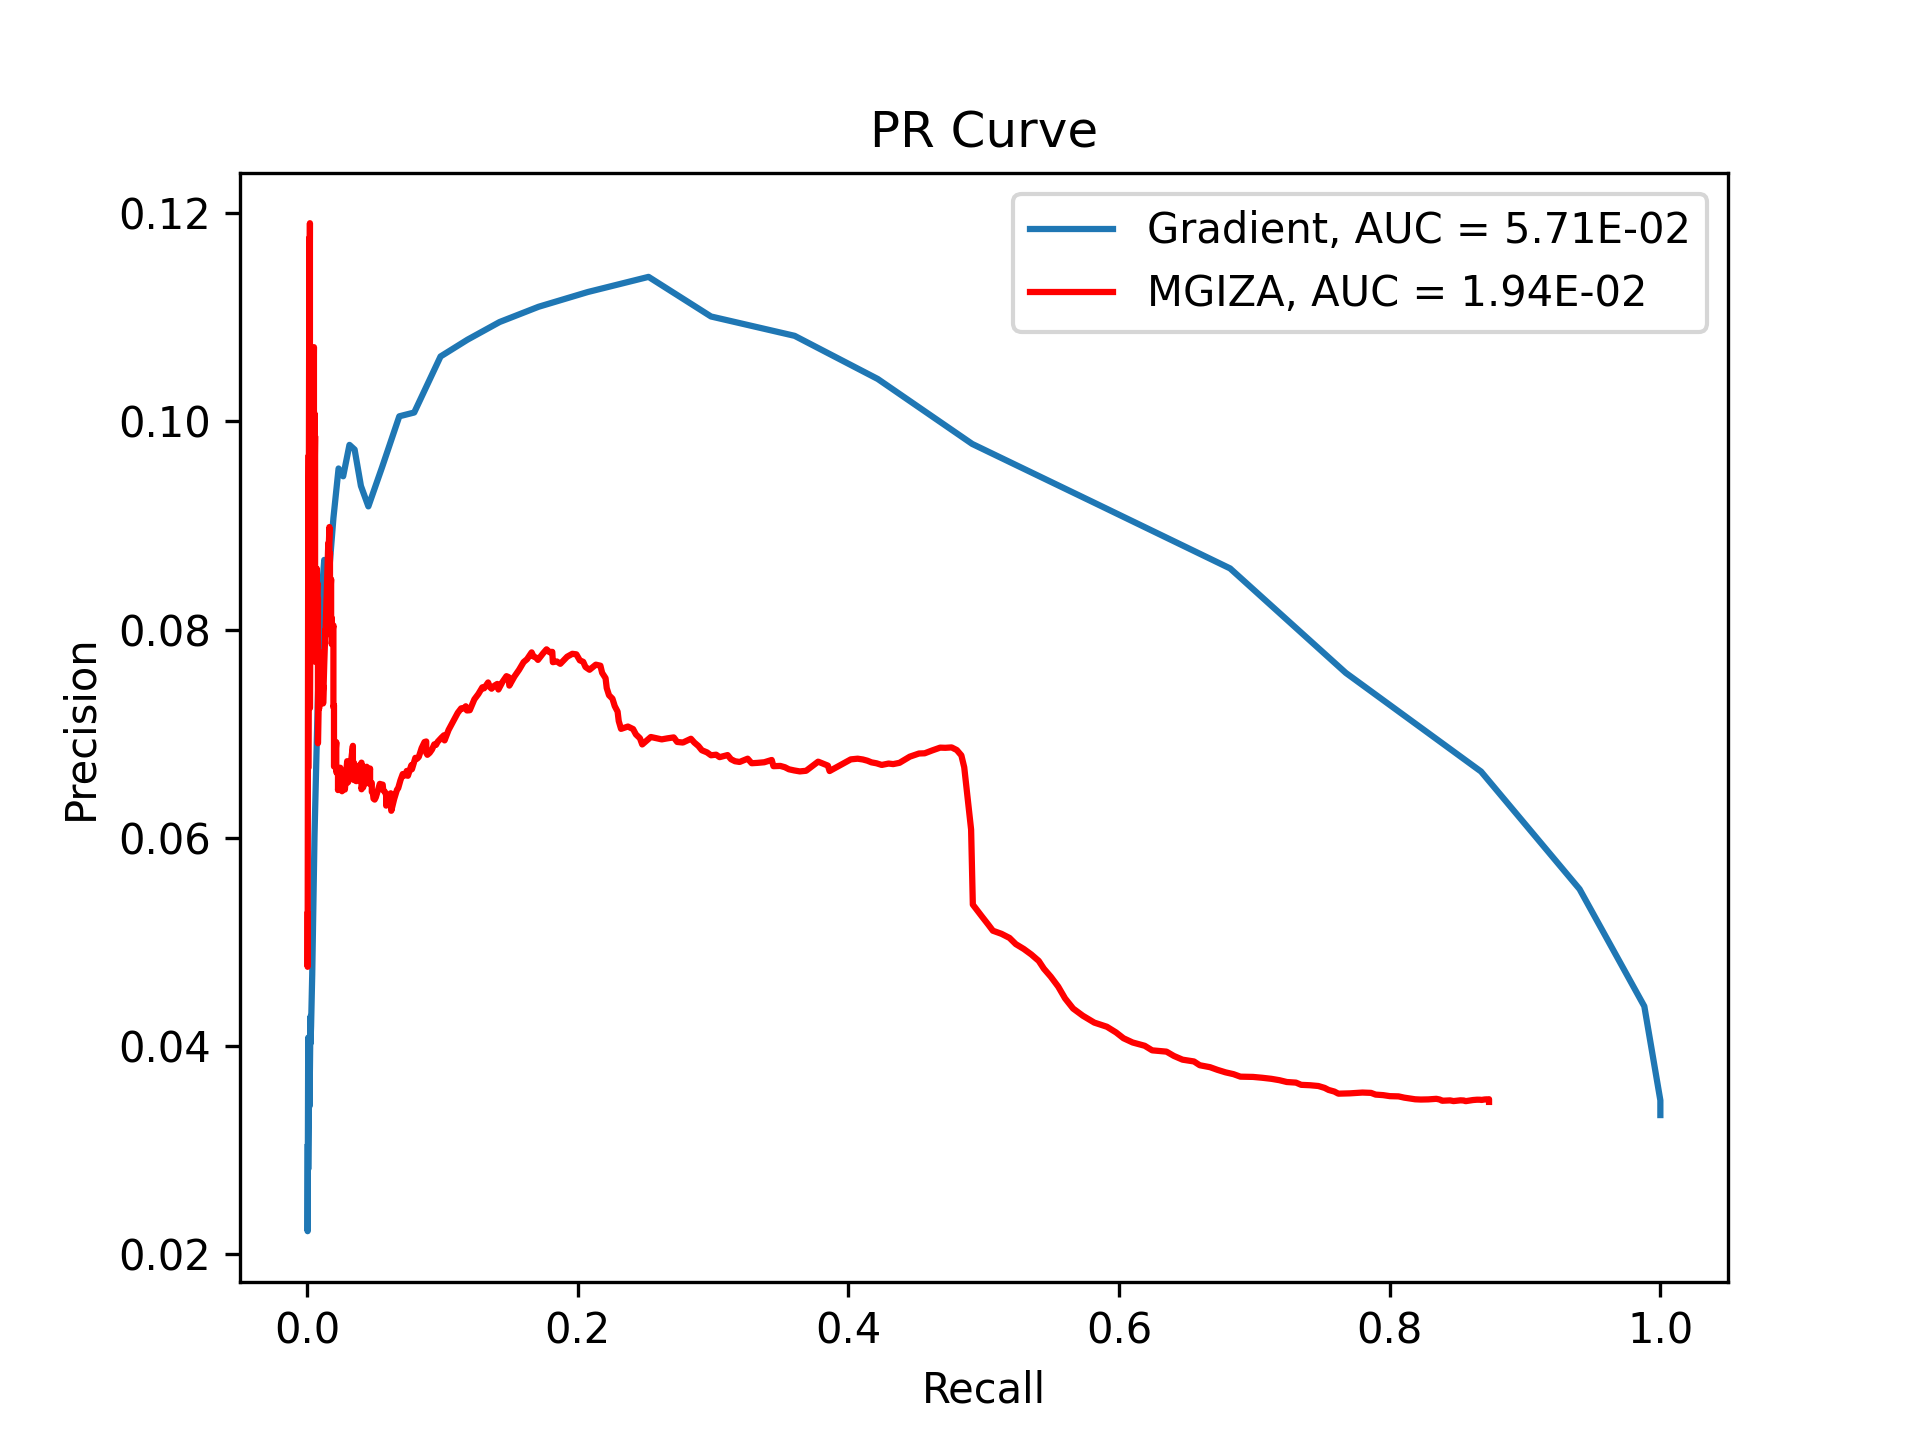 PR Curve
Gradient, AUC = 5.71E-02
MGIZA, AUC = 1.94E-02
0.12
0.10
0.08
0.06
0.04
0.02
Precision
0.0 0.2 0.4 0.6 0.8 1.0
Recall